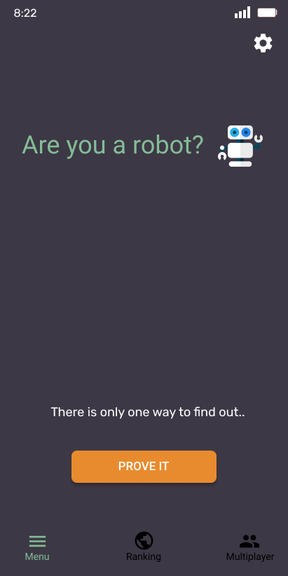 8:22
Are you a robot?
There is only one way to find out..
PROVE IT
Menu
Ranking
Multiplayer